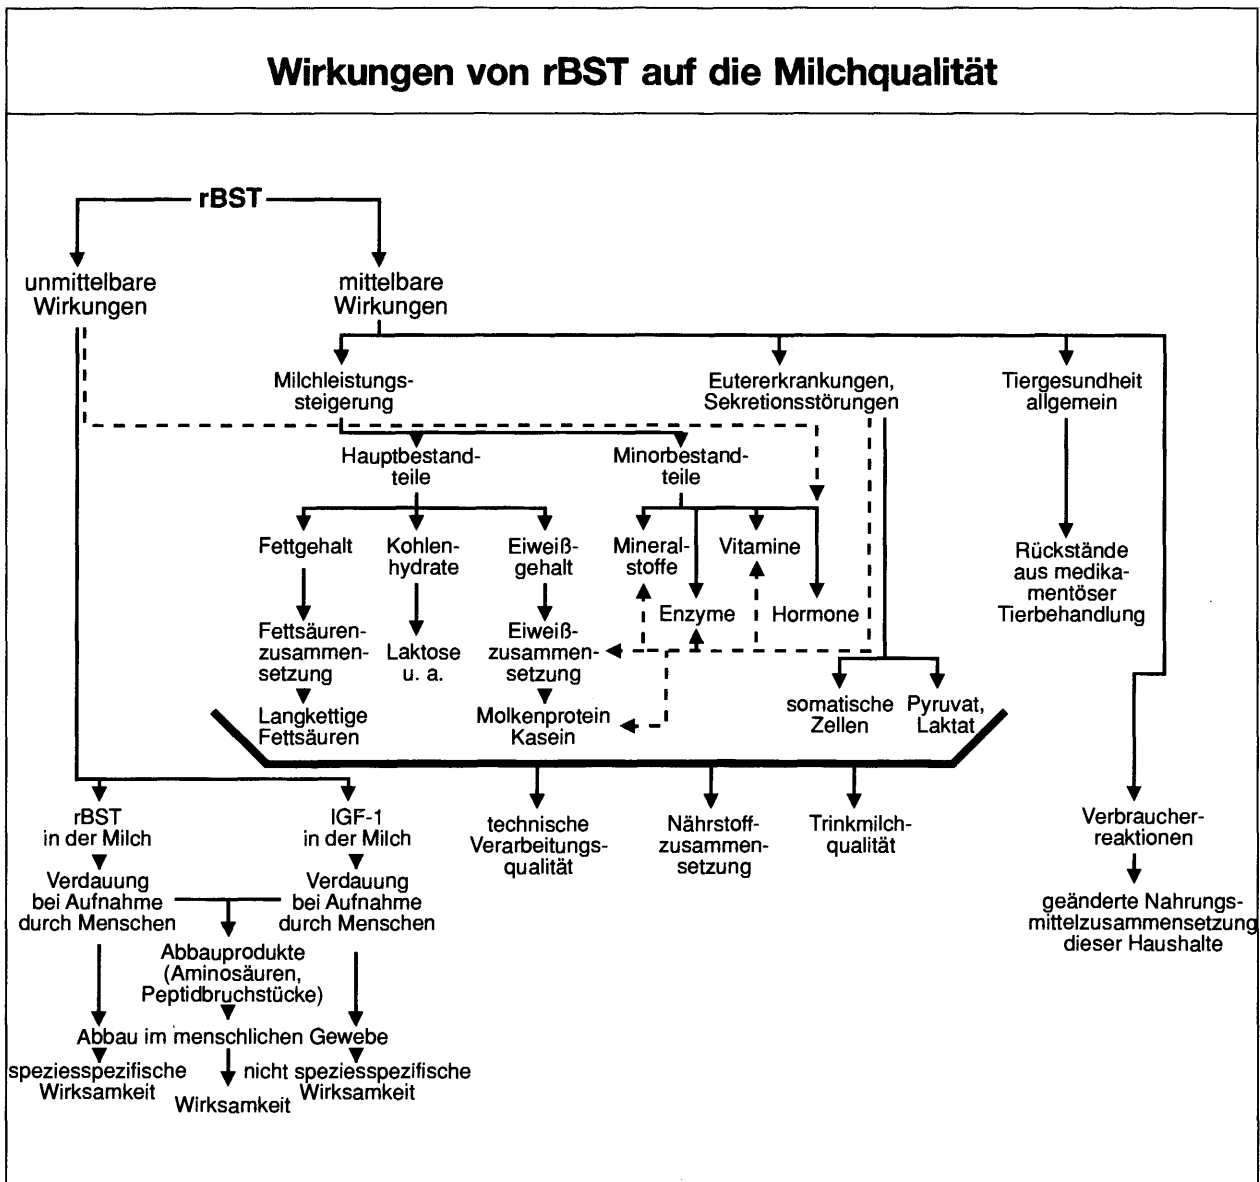 Wirkungen von rBST auf die Milchqualität
rBST
unmittelbare
Wirkungen
mittelbare
Wirkungen
Milchleistungs-
steigerung
Eutererkrankungen,
Sekretionsstörungen
Tiergesundheit
allgemein
Hauptbestand-
teile
Minorbestand-
teile
Fettgehalt
Kohlen-
hydrate
Eiweiß-
gehalt
Mineral-
stoffe
Vitamine
Enzyme
Hormone
Rückstände
aus medika-
mentöser
Tierbehandlung
Fettsäuren-
zusammen-
setzung
Laktose
u. a.
Eiweiß-
zusammen-
setzung
Langkettige
Fettsäuren
Molkenprotein
Kasein
somatische
Zellen
Pyruvat,
Laktat
rBST
in der Milch
IGF-1
in der Milch
technische
Verarbeitungs-
qualität
Nährstoff-
zusammen-
setzung
Trinkmilch-
qualität
Verbraucher-
reaktionen
Verdauung
bei Aufnahme
durch Menschen
Verdauung
bei Aufnahme
durch Menschen
geänderte Nahrungs-
mittelzusammensetzung
dieser Haushalte
Abbauprodukte
(Aminosäuren,
Peptidbruchstücke)
Abbau im menschlichen Gewebe
speziesspezifische
Wirksamkeit
Wirksamkeit
nicht speziesspezifische
Wirksamkeit